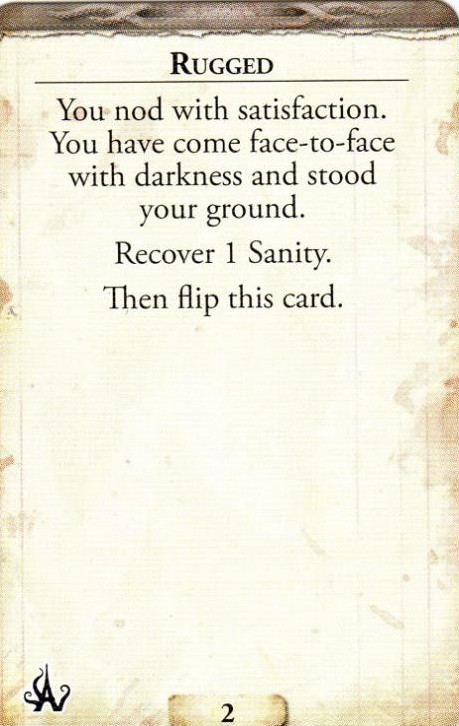 RUGGED
You nod with satisfaction.
You have come face-to-face
with darkness and stood
your ground.
Recover 1 Sanity.
Then flip this card.
2